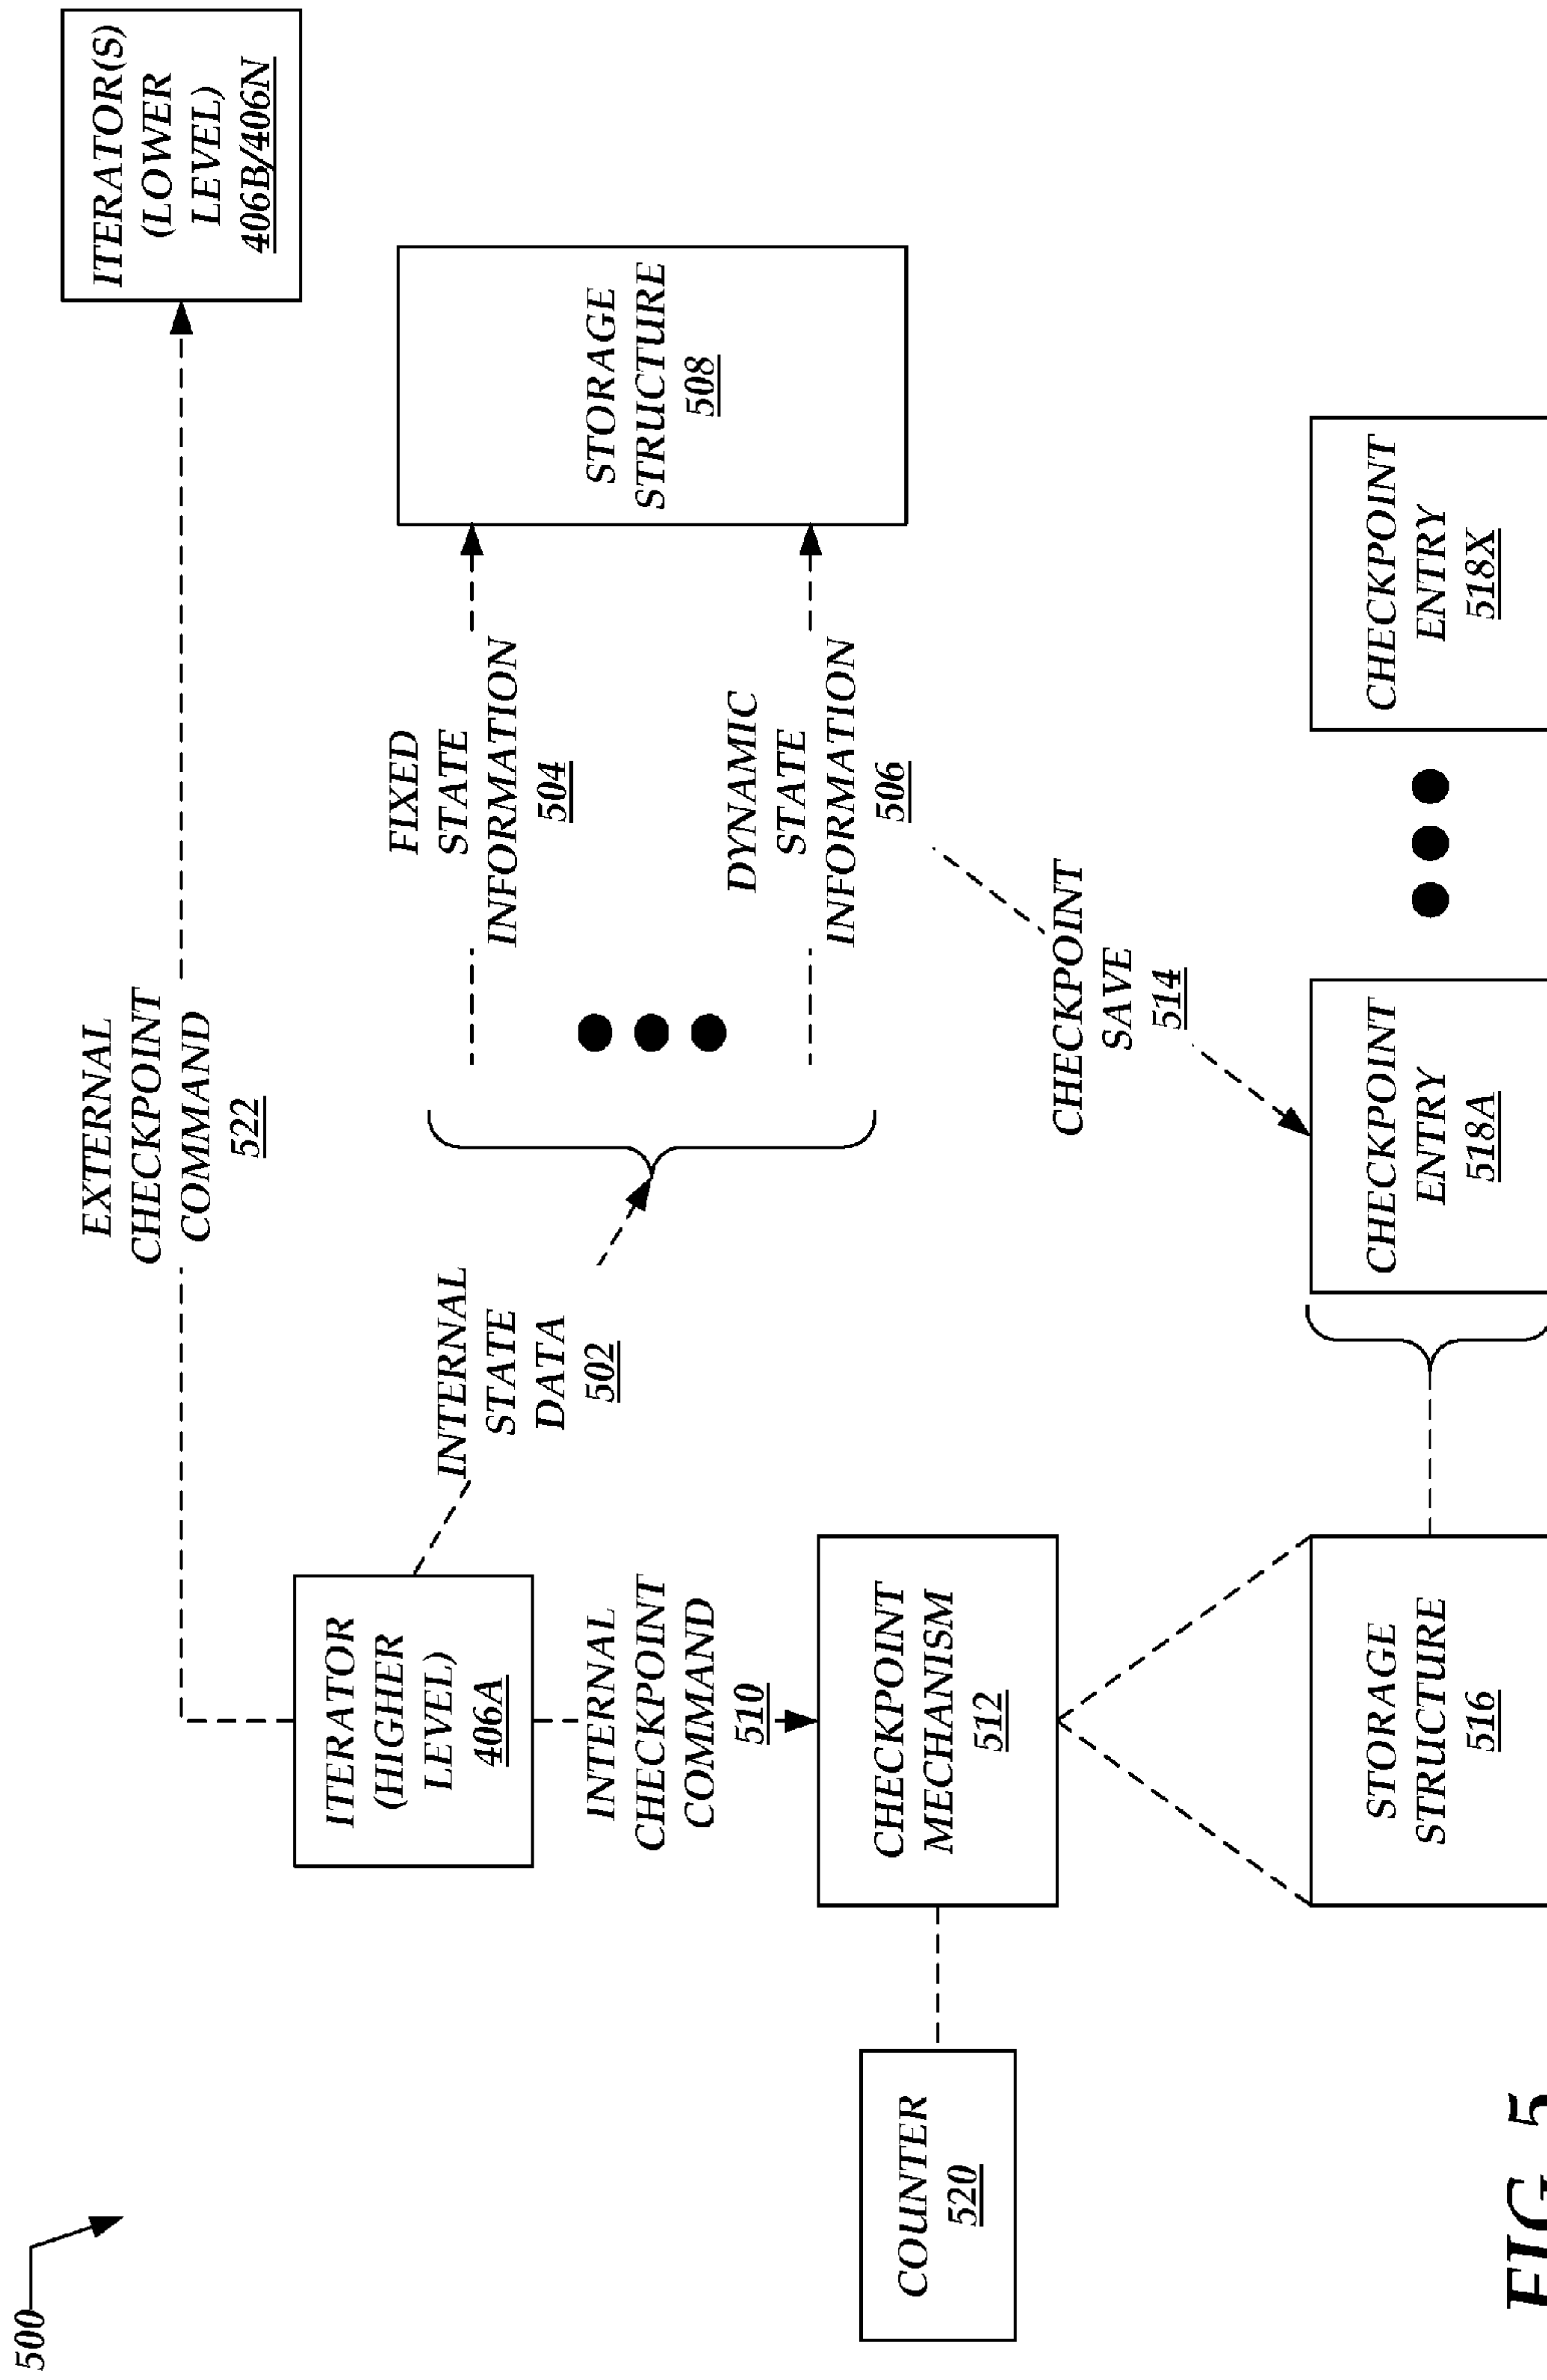 500
ITERATOR(S)
(LOWER
LEVEL)
406B/406N
EXTERNAL
CHECKPOINT
COMMAND
522
ITERATOR
(HIGHER
LEVEL)
406A
INTERNAL
STATE
DATA
502
FIXED
STATE
INFORMATION
504
DYNAMIC
STATE
INFORMATION
506
STORAGE
STRUCTURE
508
INTERNAL
CHECKPOINT
COMMAND
510
COUNTER
520
CHECKPOINT
MECHANISM
512
CHECKPOINT
SAVE
514
STORAGE
STRUCTURE
516
CHECKPOINT
ENTRY
518A
CHECKPOINT
ENTRY
518X
FIG. 5